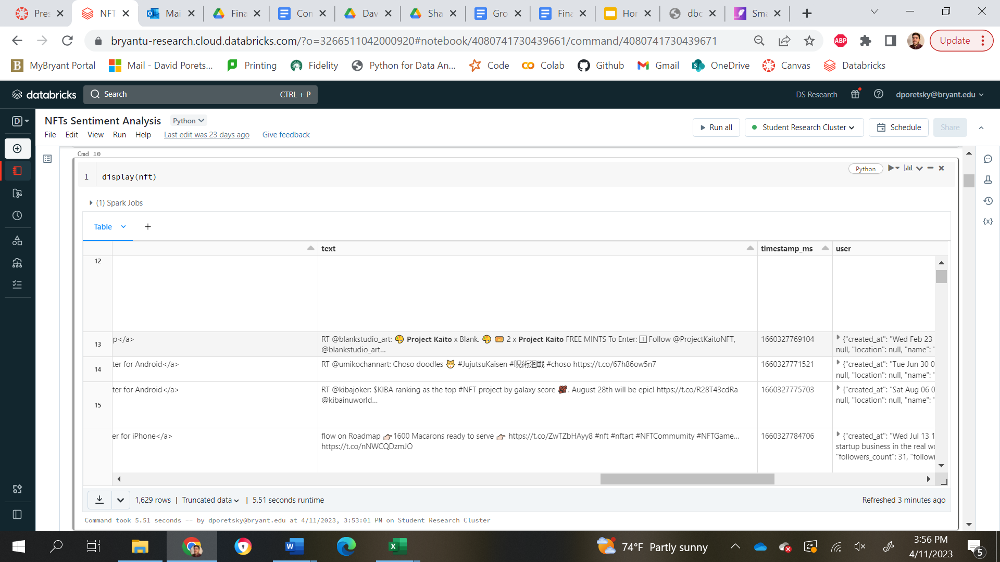 Pres
NFT
Mai
Fina
Con
Dav
Sha
Gro
Fina
Hor
dbc
Sma
bryantu-research.cloud.databricks.com/?o=3266511042000920#notebook/4080741730439661/command/4080741730439671
ABP
Update
MyBryant Portal
Mail - David Porets...
Printing
Fidelity
Python for Data An...
Code
Colab
Github
Gmail
OneDrive
Canvas
Databricks
databricks
Search
CTRL + P
DS Research
dporetsky@bryant.edu
D
NFTs Sentiment Analysis
Python
File Edit View Run Help
Last edit was 23 days ago
Give feedback
Run all
Student Research Cluster
Schedule
Share
Cmd 10
1 display(nft)
Python
(1) Spark Jobs
Table
text
timestamp_ms
user
12
13
p</a>
RT @blankstudio_art: 🎨 Project Kaito x Blank. 🎨 🎟️ 2 x Project Kaito FREE MINTS To Enter: 1️⃣ Follow @ProjectKaitoNFT,
@blankstudio_art...
1660327769104
{"created_at": "Wed Feb 23
null, "location": null, "name": "
14
ter for Android</a>
RT @umikochannart: Choso doodles 🐱 #JujutsuKaisen #呪術廻戦 #choso https://t.co/67h86ow5n7
1660327771521
{"created_at": "Tue Jun 30 0
null, "location": null, "name": "
15
ter for Android</a>
RT @kibajoker: $KIBA ranking as the top #NFT project by galaxy score 💯. August 28th will be epic! https://t.co/R28T43cdRa
@kibainuworld...
1660327775703
{"created_at": "Sat Aug 06 0
null, "location": null, "name": "
er for iPhone</a>
flow on Roadmap 👉🏻1600 Macarons ready to serve 👉🏻 https://t.co/ZwTZbHAyy8 #nft #nftart #NFTCommumity #NFTGame...
https://t.co/nNWCQDzmJO
1660327784706
{"created_at": "Wed Jul 13 1
startup business in the real wo
"followers_count": 31, "followi
1,629 rows | Truncated data | 5.51 seconds runtime
Refreshed 3 minutes ago
Command took 5.51 seconds -- by dporetsky@bryant.edu at 4/11/2023, 3:53:01 PM on Student Research Cluster
74°F Partly sunny
3:56 PM
4/11/2023
5